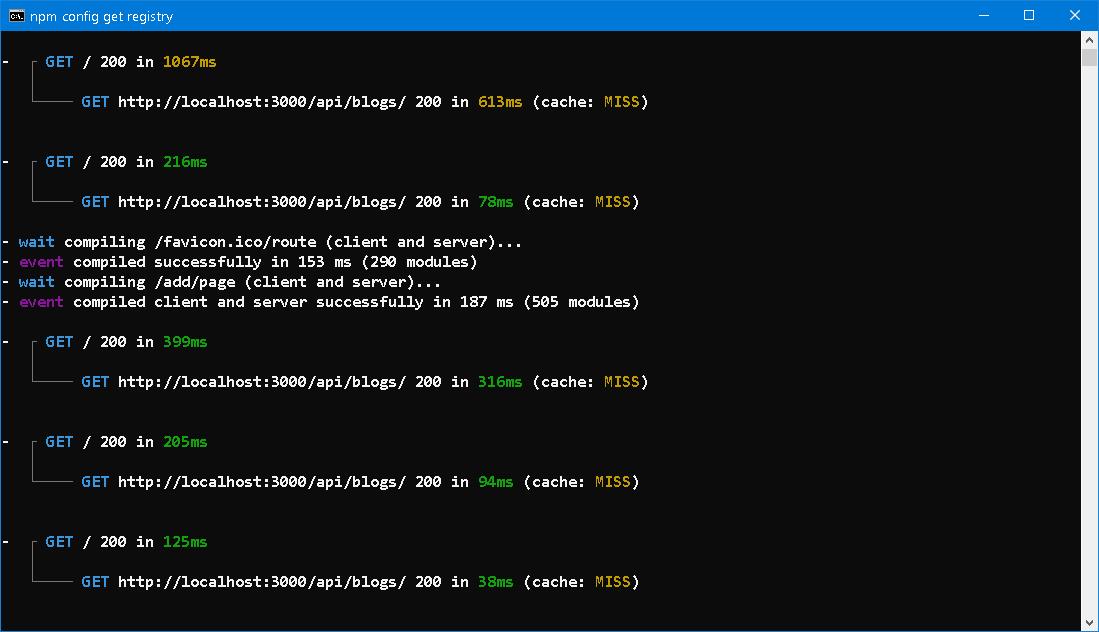 npm config get registry
- GET / 200 in 1067ms
GET http://localhost:3000/api/blogs/ 200 in 613ms (cache: MISS)
- GET / 200 in 216ms
GET http://localhost:3000/api/blogs/ 200 in 78ms (cache: MISS)
- wait compiling /favicon.ico/route (client and server)...
- event compiled successfully in 153 ms (290 modules)
- wait compiling /add/page (client and server)...
- event compiled client and server successfully in 187 ms (505 modules)
- GET / 200 in 399ms
GET http://localhost:3000/api/blogs/ 200 in 316ms (cache: MISS)
- GET / 200 in 205ms
GET http://localhost:3000/api/blogs/ 200 in 94ms (cache: MISS)
- GET / 200 in 125ms
GET http://localhost:3000/api/blogs/ 200 in 38ms (cache: MISS)